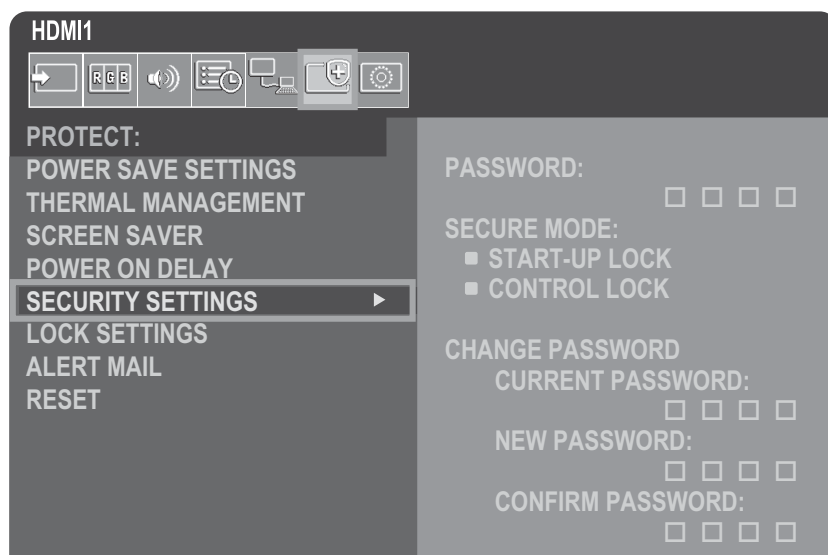 HDMI1
R G B
PROTECT:
POWER SAVE SETTINGS
THERMAL MANAGEMENT
SCREEN SAVER
POWER ON DELAY
SECURITY SETTINGS
LOCK SETTINGS
ALERT MAIL
RESET
PASSWORD:
SECURE MODE:
START-UP LOCK
CONTROL LOCK
CHANGE PASSWORD
CURRENT PASSWORD:
NEW PASSWORD:
CONFIRM PASSWORD: